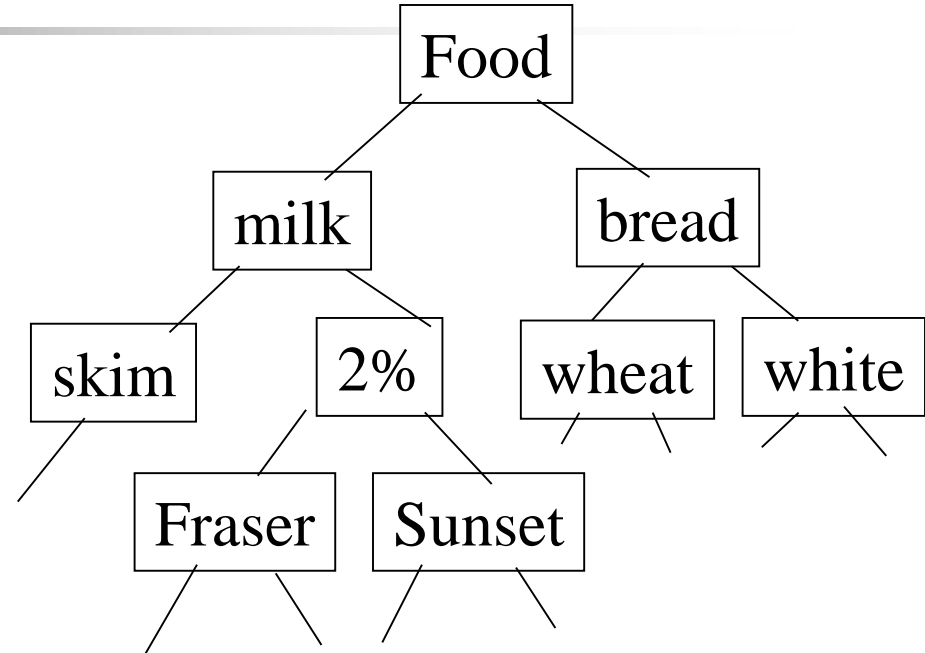 Food
milk
bread
skim
2%
wheat
white
Fraser
Sunset